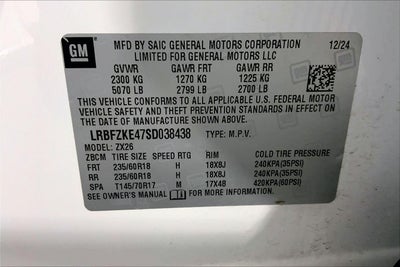 GM
MFD BY SAIC GENERAL MOTORS CORPORATION 12/24
LIMITED FOR GENERAL MOTORS LLC
GVWR GAWR FRT GAWR RR
2300 KG 1270 KG 1225 KG
5070 LB 2799 LB 2700 LB
THIS VEHICLE CONFORMS TO ALL APPLICABLE U.S. FEDERAL MOTOR
VEHICLE SAFETY AND THEFT PREVENTION STANDARDS IN EFFECT
ON THE DATE OF MANUFACTURE SHOWN ABOVE.
LRBFZKE47SD038438 TYPE: M.P.V.
MODEL: ZX26
ZBCM TIRE SIZE SPEED RTG RIM COLD TIRE PRESSURE
FRT 235/60R18 H 18X8J 240KPA(35PSI)
RR 235/60R18 H 18X8J 240KPA(35PSI)
SPA T145/70R17 M 17X4B 420KPA(60PSI)
SEE OWNER'S MANUAL FOR MORE INFORMATION